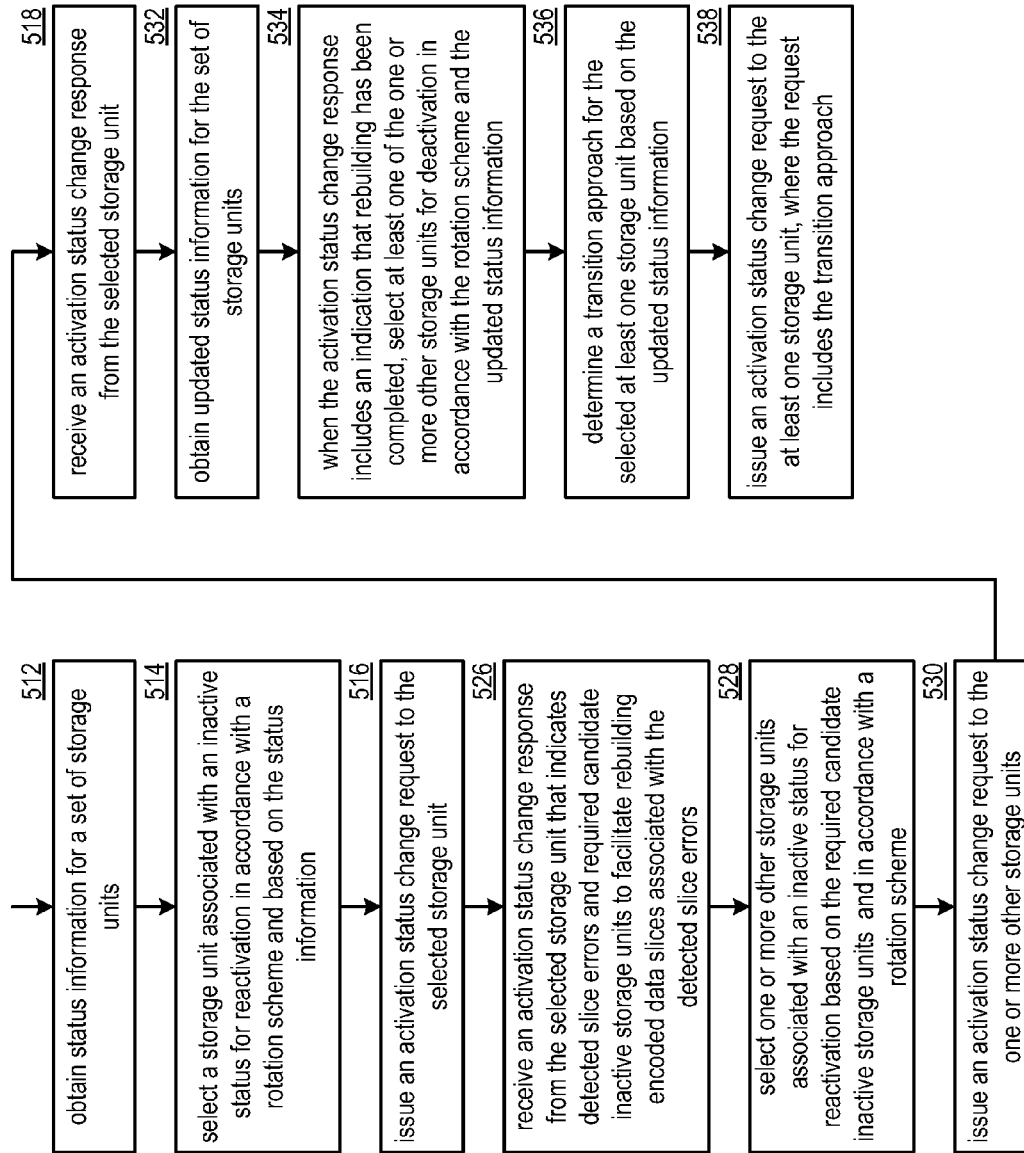 512
obtain status information for a set of storage
units
514
select a storage unit associated with an inactive
status for reactivation in accordance with a
rotation scheme and based on the status
information
516
issue an activation status change request to the
selected storage unit
526
receive an activation status change response
from the selected storage unit that indicates
detected slice errors and required candidate
inactive storage units to facilitate rebuilding
encoded data slices associated with the
detected slice errors
528
select one or more other storage units
associated with an inactive status for
reactivation based on the required candidate
inactive storage units and in accordance with a
rotation scheme
530
issue an activation status change request to the
one or more other storage units
518
receive an activation status change response
from the selected storage unit
532
obtain updated status information for the set of
storage units
534
when the activation status change response
includes an indication that rebuilding has been
completed, select at least one of the one or
more other storage units for deactivation in
accordance with the rotation scheme and the
updated status information
536
determine a transition approach for the
selected at least one storage unit based on the
updated status information
538
issue an activation status change request to the
at least one storage unit, where the request
includes the transition approach